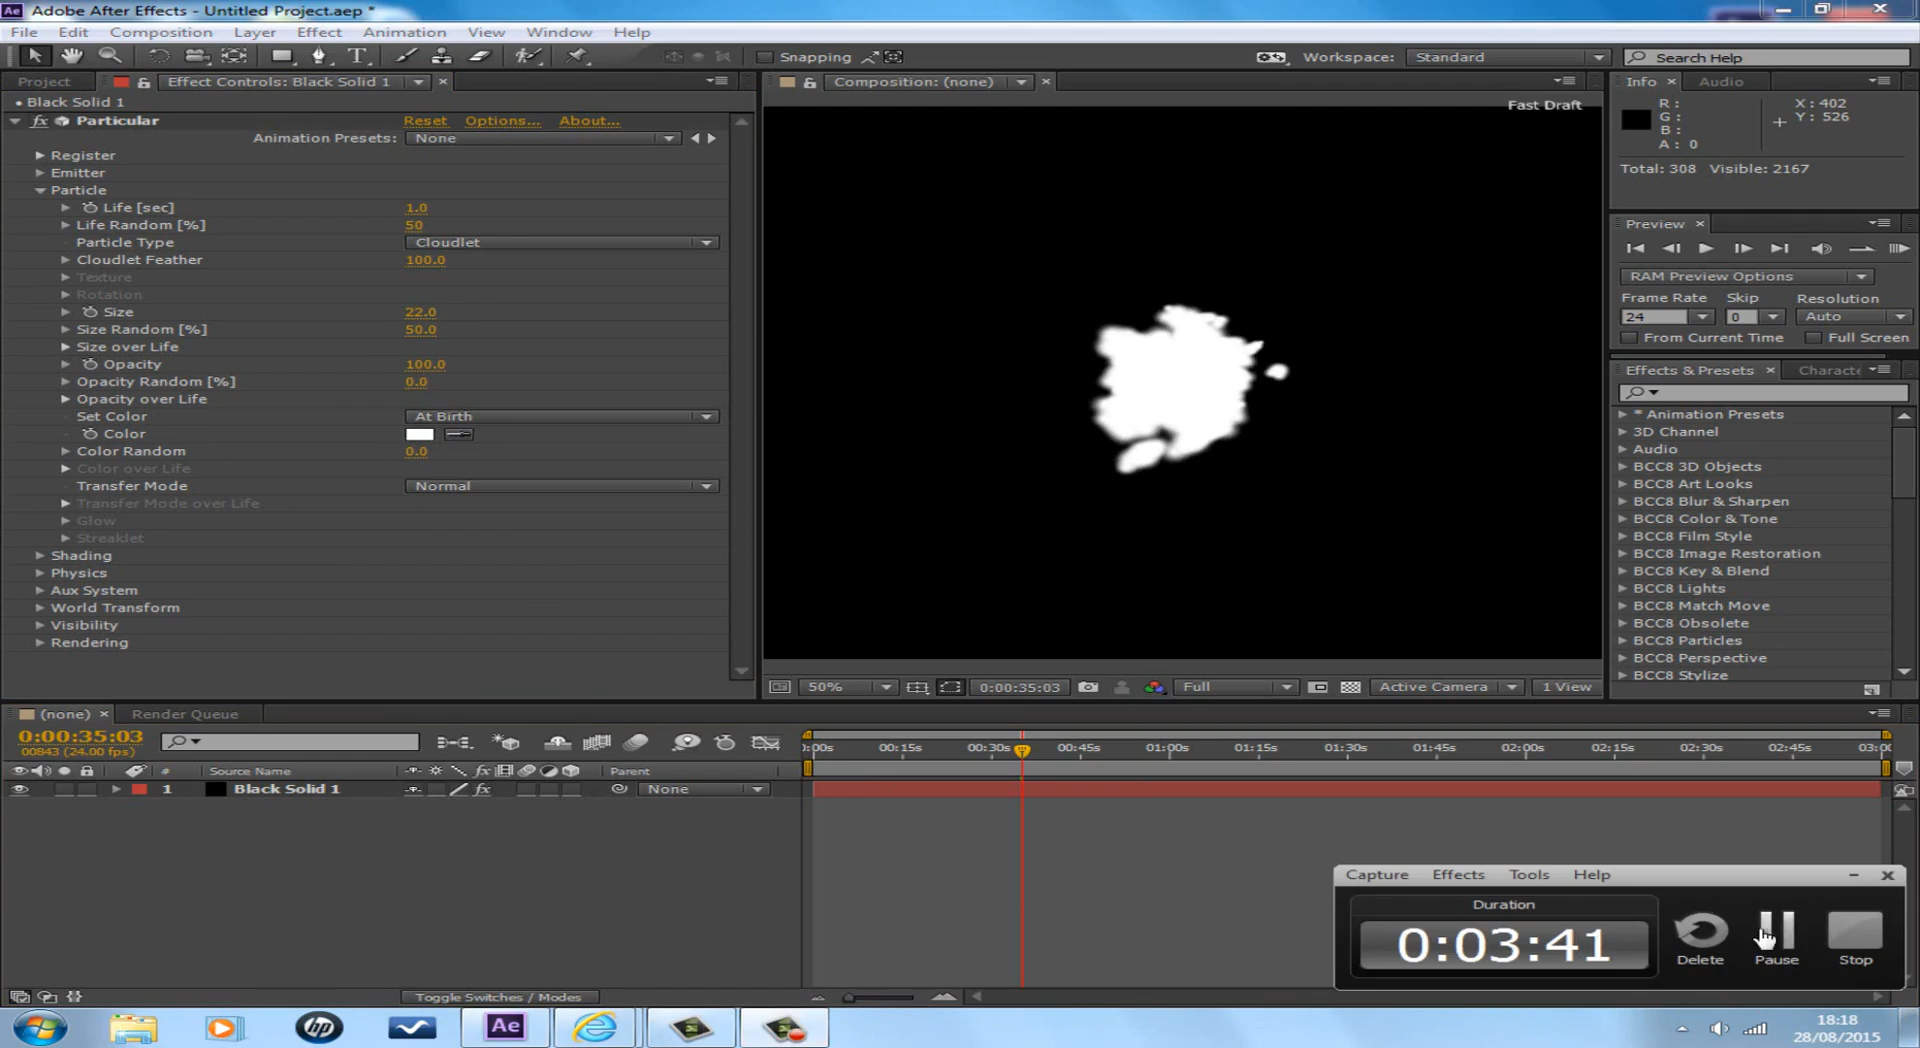 Adobe After Effects - Untitled Project.aep *
File Edit Composition Layer Effect Animation View Window Help
Snapping
Workspace: Standard
Search Help
Project
Effect Controls: Black Solid 1
Composition: (none)
Info
Audio
Black Solid 1
Fast Draft
R:
G:
B:
A: 0
X: 402
Y: 526
Total: 308 Visible: 2167
fx Particular Reset Options... About...
Animation Presets: None
Register
Emitter
Particle
Life [sec] 1.0
Life Random [%] 50
Particle Type Cloudlet
Cloudlet Feather 100.0
Texture
Rotation
Size 22.0
Size Random [%] 50.0
Size over Life
Opacity 100.0
Opacity Random [%] 0.0
Opacity over Life
Set Color At Birth
Color
Color Random 0.0
Color over Life
Transfer Mode Normal
Transfer Mode over Life
Glow
Streaklet
Shading
Physics
Aux System
World Transform
Visibility
Rendering
Preview
RAM Preview Options
Frame Rate Skip Resolution
24 0 Auto
From Current Time Full Screen
Effects & Presets
* Animation Presets
3D Channel
Audio
BCC8 3D Objects
BCC8 Art Looks
BCC8 Blur & Sharpen
BCC8 Color & Tone
BCC8 Film Style
BCC8 Image Restoration
BCC8 Key & Blend
BCC8 Lights
BCC8 Match Move
BCC8 Obsolete
BCC8 Particles
BCC8 Perspective
BCC8 Stylize
50% 0:00:35:03 Full Active Camera 1 View
(none) Render Queue
0:00:35:03
00843 (24.00 fps)
:00s 00:15s 00:30s 00:45s 01:00s 01:15s 01:30s 01:45s 02:00s 02:15s 02:30s 02:45s
# Source Name fx Parent
1 Black Solid 1 fx None
Capture Effects Tools Help
Duration
0:03:41
Delete Pause Stop
Toggle Switches / Modes
hp
Ae
18:18
28/08/2015